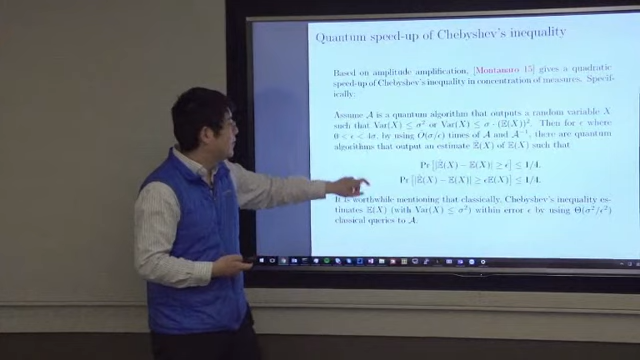 Quantum speed-up of Chebyshev's inequality
Based on amplitude amplification, [Montanaro 15] gives a quadratic
speed-up of Chebyshev's inequality in concentration of measures. Specif-
ically:
Assume A is a quantum algorithm that outputs a random variable X
such that Var(X) ≤ σ² or Var(X) ≤ σ · (E(X))². Then for ε where
0 < ε < 4σ, by using O(σ/ε) times of A and A⁻¹, there are quantum
algorithms that output an estimate Ẽ(X) of E(X) such that
Pr [|Ẽ(X) − E(X)| ≥ ε] ≤ 1/4.
Pr [|Ẽ(X) − E(X)| ≥ εE(X)] ≤ 1/4.
It is worthwhile mentioning that classically, Chebyshev's inequality es-
timates E(X) (with Var(X) ≤ σ²) within error ε by using Θ(σ²/ε²)
classical queries to A.